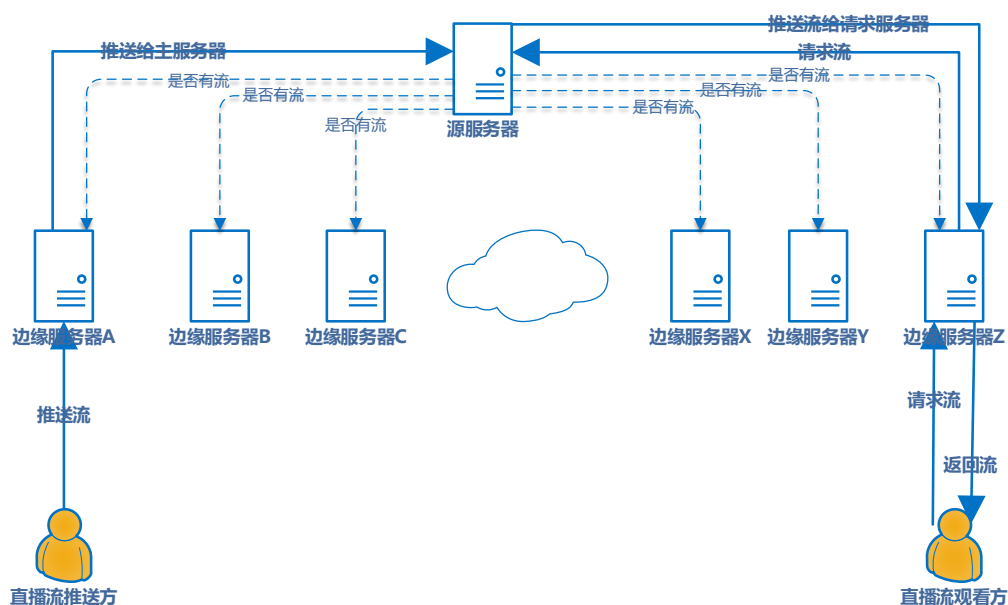 推送流给请求服务器
推送给主服务器
请求流
是否有流
是否有流
是否有流
是否有流
是否有流
是否有流
源服务器
边缘服务器A
边缘服务器B
边缘服务器C
边缘服务器X
边缘服务器Y
边缘服务器Z
推送流
请求流
返回流
直播流推送方
直播流观看方